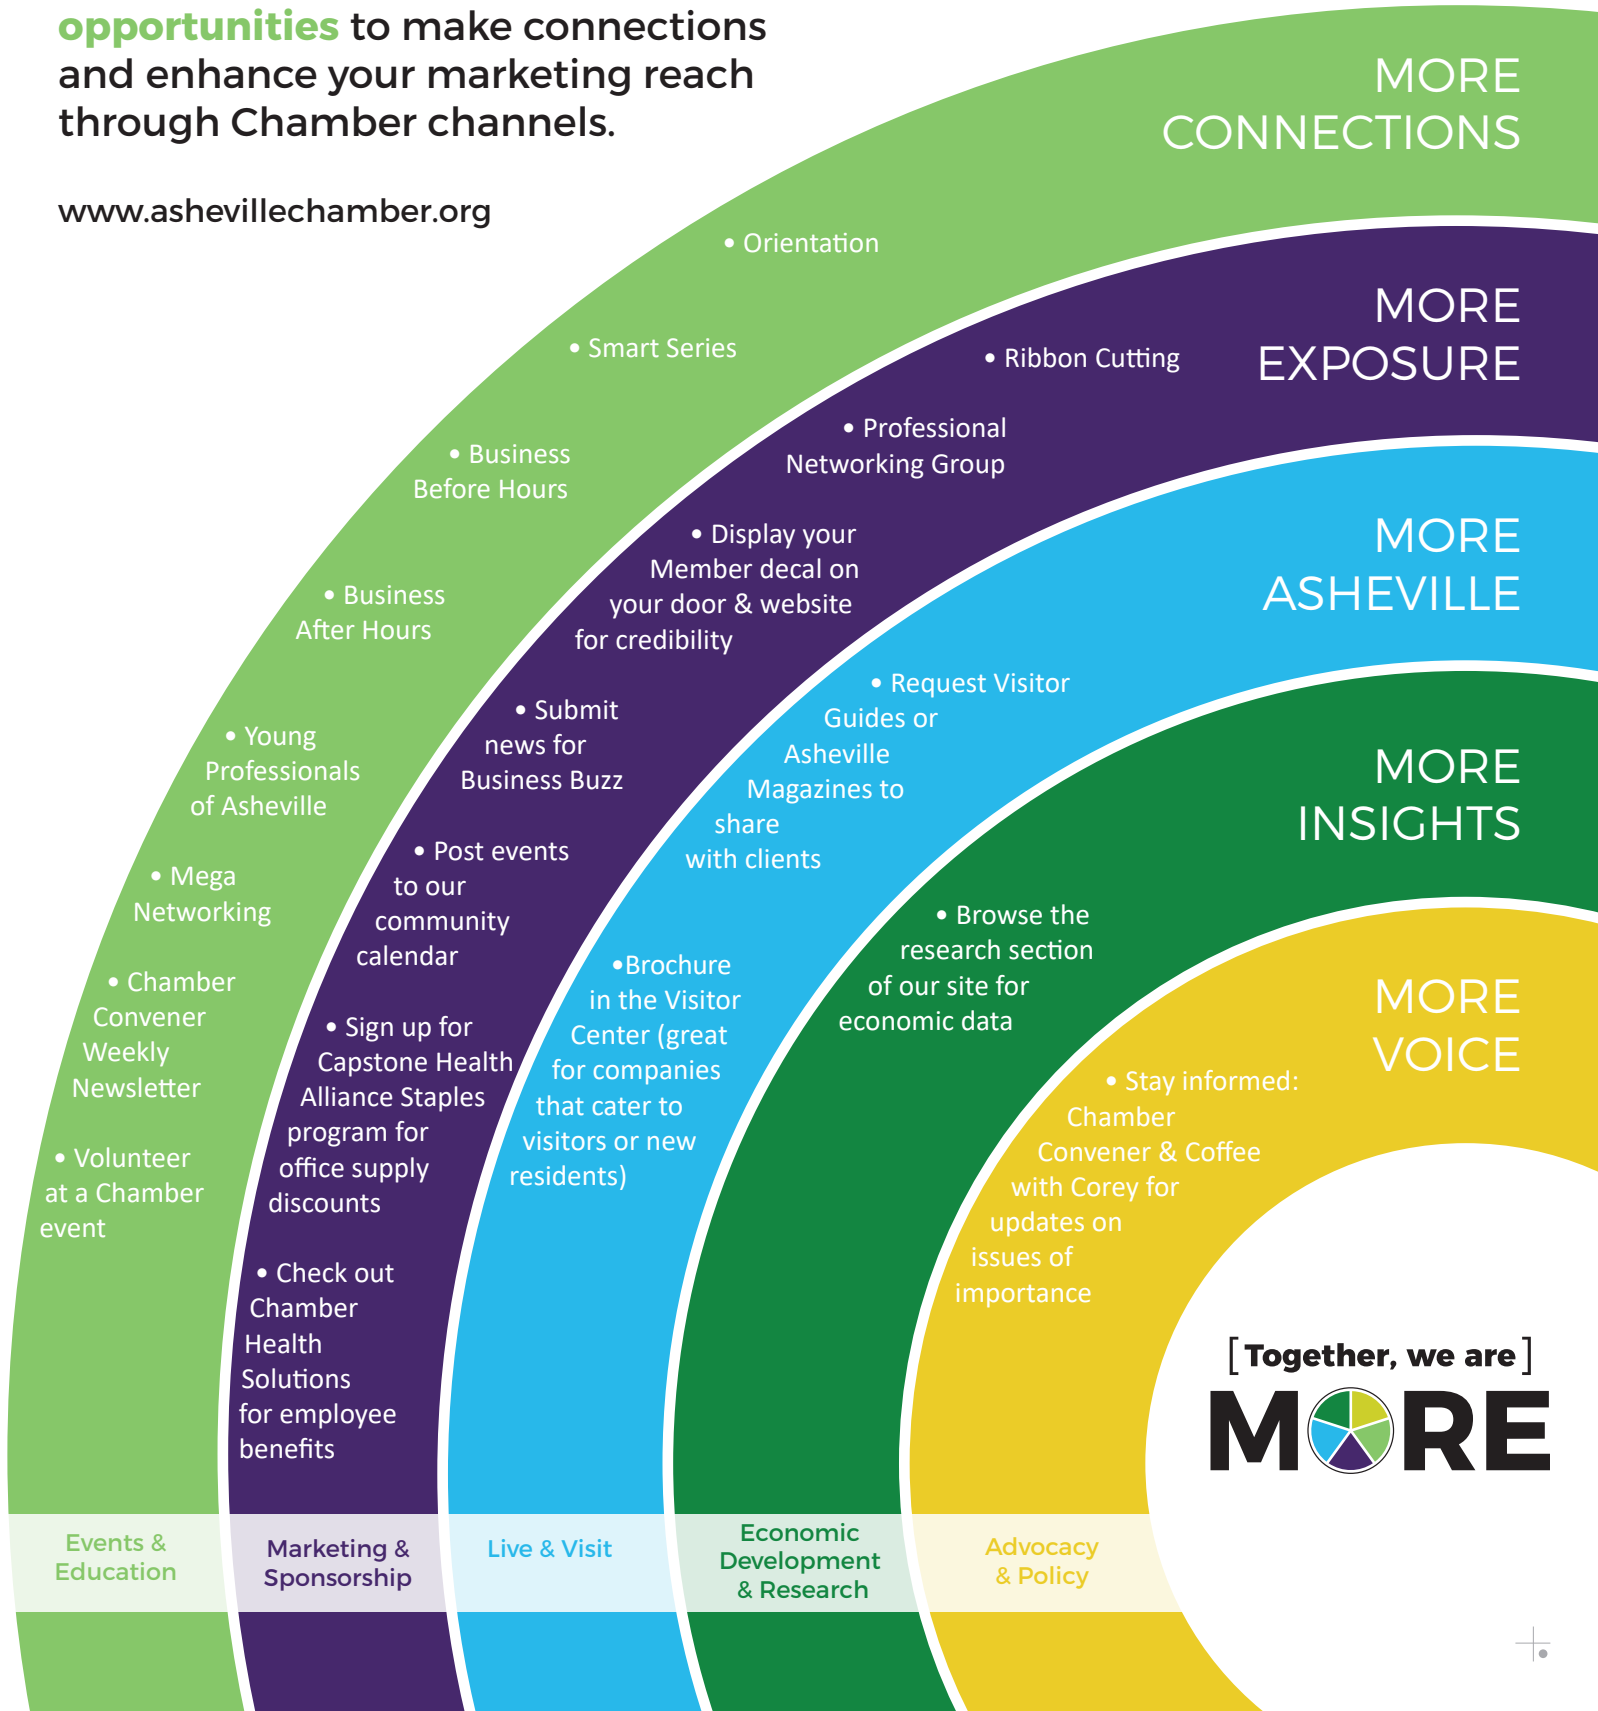 opportunities to make connections
and enhance your marketing reach
through Chamber channels.
www.ashevillechamber.org
MORE
CONNECTIONS
• Orientation
• Smart Series
• Business
Before Hours
• Business
After Hours
• Young
Professionals
of Asheville
• Mega
Networking
• Chamber
Convener
Weekly
Newsletter
• Volunteer
at a Chamber
event
Events &
Education
MORE
EXPOSURE
• Ribbon Cutting
• Professional
Networking Group
• Display your
Member decal on
your door & website
for credibility
• Submit
news for
Business Buzz
• Post events
to our
community
calendar
• Sign up for
Capstone Health
Alliance Staples
program for
office supply
discounts
• Check out
Chamber
Health
Solutions
for employee
benefits
Marketing &
Sponsorship
MORE
ASHEVILLE
• Request Visitor
Guides or
Asheville
Magazines to
share
with clients
•Brochure
in the Visitor
Center (great
for companies
that cater to
visitors or new
residents)
Live & Visit
MORE
INSIGHTS
• Browse the
research section
of our site for
economic data
Economic
Development
& Research
MORE
VOICE
• Stay informed:
Chamber
Convener & Coffee
with Corey for
updates on
issues of
importance
Advocacy
& Policy
[Together, we are]
MORE